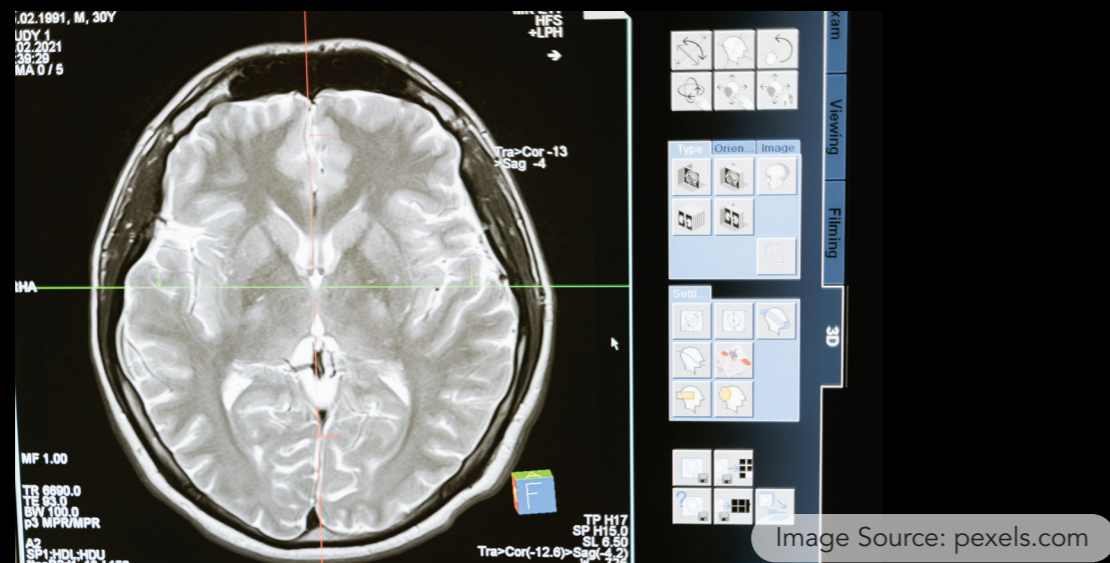 .02.1991, M, 30Y
UDY 1
.02.2021
:39:29
MA 0 / 5
HFS
+LPH
Tra>Cor -13
>Sag -4
RHA
MF 1.00
TR 6690.0
TE 93.0
BW 100.0
p3 MPR/MPR
A2
SP1;HDL;HDU
F
TP H17
SP H15.0
SL 6.50
Tra>Cor(-12.6)>Sag(-4.2)
xam
Viewing
Filming
3D
Type Orien... Image
Setti...
?
Image Source: pexels.com